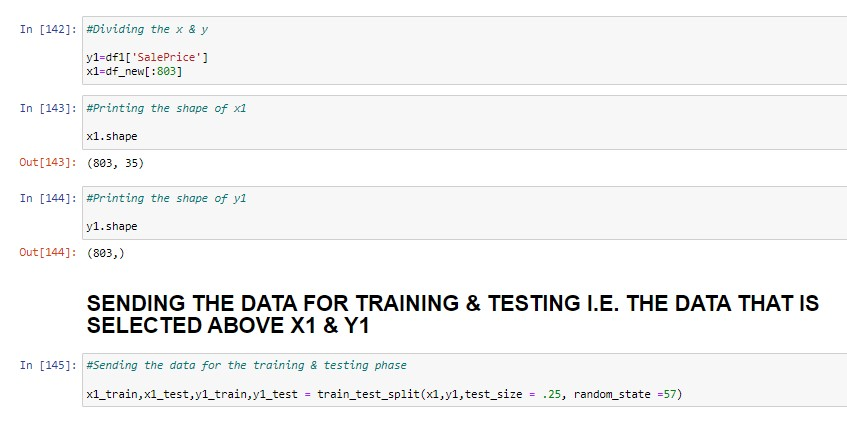 In [142]: #Dividing the x & y
y1=df1['SalePrice']
x1=df_new[:803]
In [143]: #Printing the shape of x1
x1.shape
Out[143]: (803, 35)
In [144]: #Printing the shape of y1
y1.shape
Out[144]: (803,)
SENDING THE DATA FOR TRAINING & TESTING I.E. THE DATA THAT IS
SELECTED ABOVE X1 & Y1
In [145]: #Sending the data for the training & testing phase
x1_train,x1_test,y1_train,y1_test = train_test_split(x1,y1,test_size = .25, random_state =57)